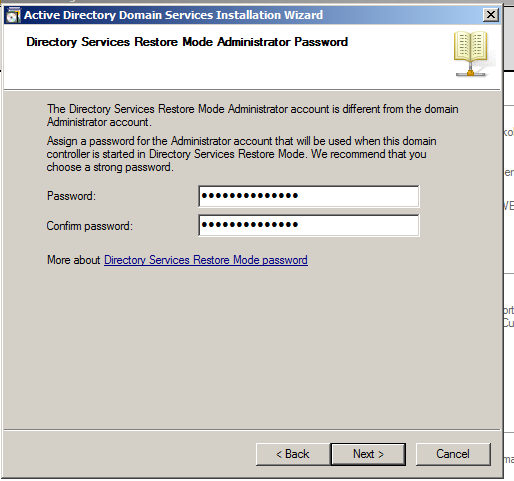 Active Directory Domain Services Installation Wizard
Directory Services Restore Mode Administrator Password
The Directory Services Restore Mode Administrator account is different from the domain
Administrator account.
Assign a password for the Administrator account that will be used when this domain
controller is started in Directory Services Restore Mode. We recommend that you
choose a strong password.
Password: ●●●●●●●●●●●●●●
Confirm password: ●●●●●●●●●●●●●●
More about Directory Services Restore Mode password
< Back Next > Cancel